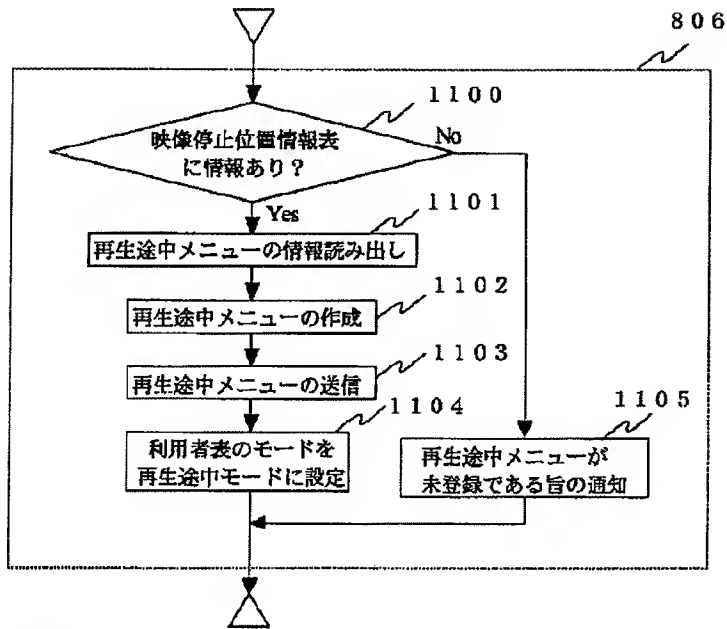 806
1100
映像停止位置情報表
に情報あり?
No
Yes
1101
再生途中メニューの情報読み出し
1102
再生途中メニューの作成
1103
再生途中メニューの送信
1104
利用者表のモードを
再生途中モードに設定
1105
再生途中メニューが
未登録である旨の通知